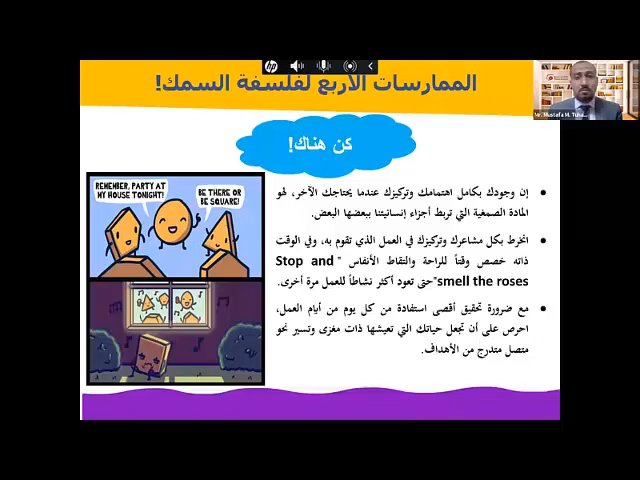 الممارسات الأربع لفلسفة السمك!
Mr. Mustafa M. Tuha...
كن هناك!
REMEMBER, PARTY AT
MY HOUSE TONIGHT!
BE THERE OR
BE SQUARE!
إن وجودك بكامل اهتمامك وتركيزك عندما يحتاجك الآخر، لهو
المادة الصمغية التي تربط أجزاء إنسانيتنا ببعضها البعض.
انخرط بكل مشاعرك وتركيزك في العمل الذي تقوم به، وفي الوقت
ذاته خصص وقتاً للراحة والتقاط الأنفاس " Stop and
smell the roses"حتى تعود أكثر نشاطاً للعمل مرة أخرى.
مع ضرورة تحقيق أقصى استفادة من كل يوم من أيام العمل،
احرص على أن تجعل حياتك التي تعيشها ذات مغزى وتسير نحو
متصل متدرج من الأهداف.